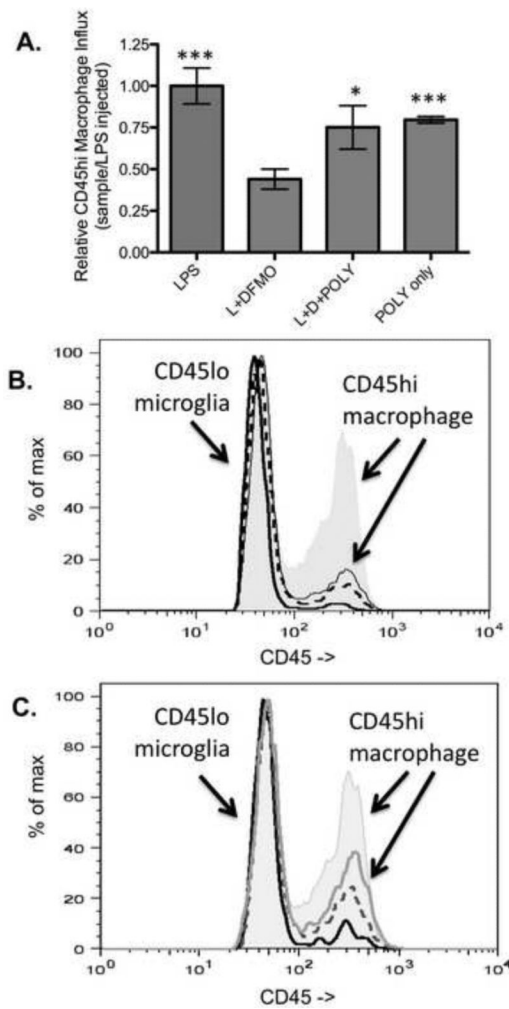 A.
Relative CD45hi Macrophage Influx
(sample/LPS injected)
1.25
1.00
0.75
0.50
0.25
0.00
***
*
***
LPS
L+DFMO
L+D+POLY
POLY only
B.
% of max
100
80
60
40
20
0
CD45lo
microglia
CD45hi
macrophage
10^0
10^1
10^2
10^3
10^4
CD45 ->
C.
% of max
100
80
60
40
20
0
CD45lo
microglia
CD45hi
macrophage
10^0
10^1
10^2
10^3
10^4
CD45 ->